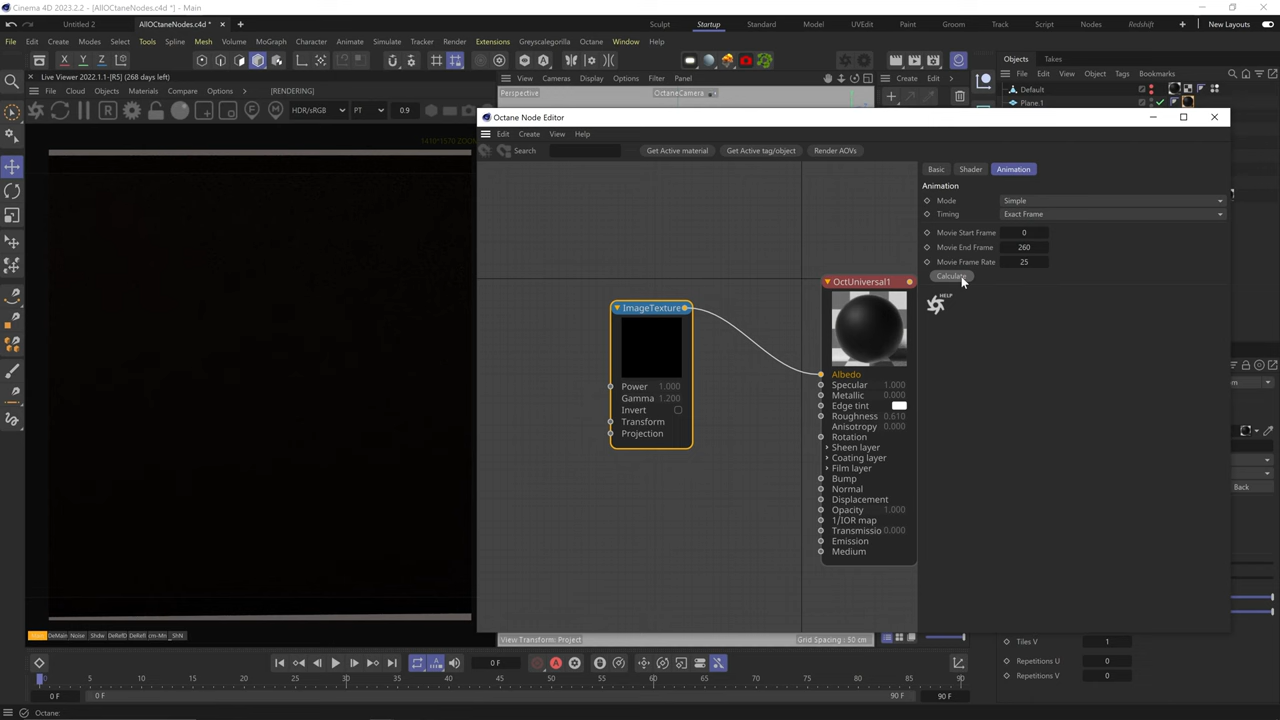 Cinema 4D 2023.2.2 - [AllOctaneNodes.c4d *] - Main
Untitled 2
AllOctaneNodes.c4d *
Sculpt
Startup
Standard
Model
UVEdit
Paint
Groom
Track
Script
Nodes
Redshift
New Layouts
File Edit Create Modes Select Tools Spline Mesh Volume MoGraph Character Animate Simulate Tracker Render Extensions Greyscalegorilla Octane Window Help
Objects Takes
Live Viewer 2022.1.1-[R5] (268 days left)
View Cameras Display Options Filter Panel
Create Edit
File Edit View Object Tags Bookmarks
File Cloud Objects Materials Compare Options [RENDERING]
Perspective
OctaneCamera
Default
Plane.1
HDR/sRGB
PT
0.9
Octane Node Editor
Edit Create View Help
Search
Get Active material
Get Active tag/object
Render AOVs
Basic
Shader
Animation
Animation
Mode Simple
Timing Exact Frame
Movie Start Frame 0
Movie End Frame 260
Movie Frame Rate 25
Calculate
HELP
ImageTexture
Power 1.000
Gamma 1.200
Invert
Transform
Projection
OctUniversal1
Albedo
Specular 1.000
Metallic 0.000
Edge tint
Roughness 0.610
Anisotropy 0.000
Rotation
Sheen layer
Coating layer
Film layer
Bump
Normal
Displacement
Opacity 1.000
1/IOR map
Transmissio 0.000
Emission
Medium
Back
DeMain Noise Shdw
View Transform: Project
Grid Spacing : 50 cm
Tiles V 1
Repetitions U 0
Repetitions V 0
0 F
0 5 10 15 20 25 30 35 40 45 50 55 60 65 70 75 80 85 90
0 F
0 F
90 F
90 F
Octane: